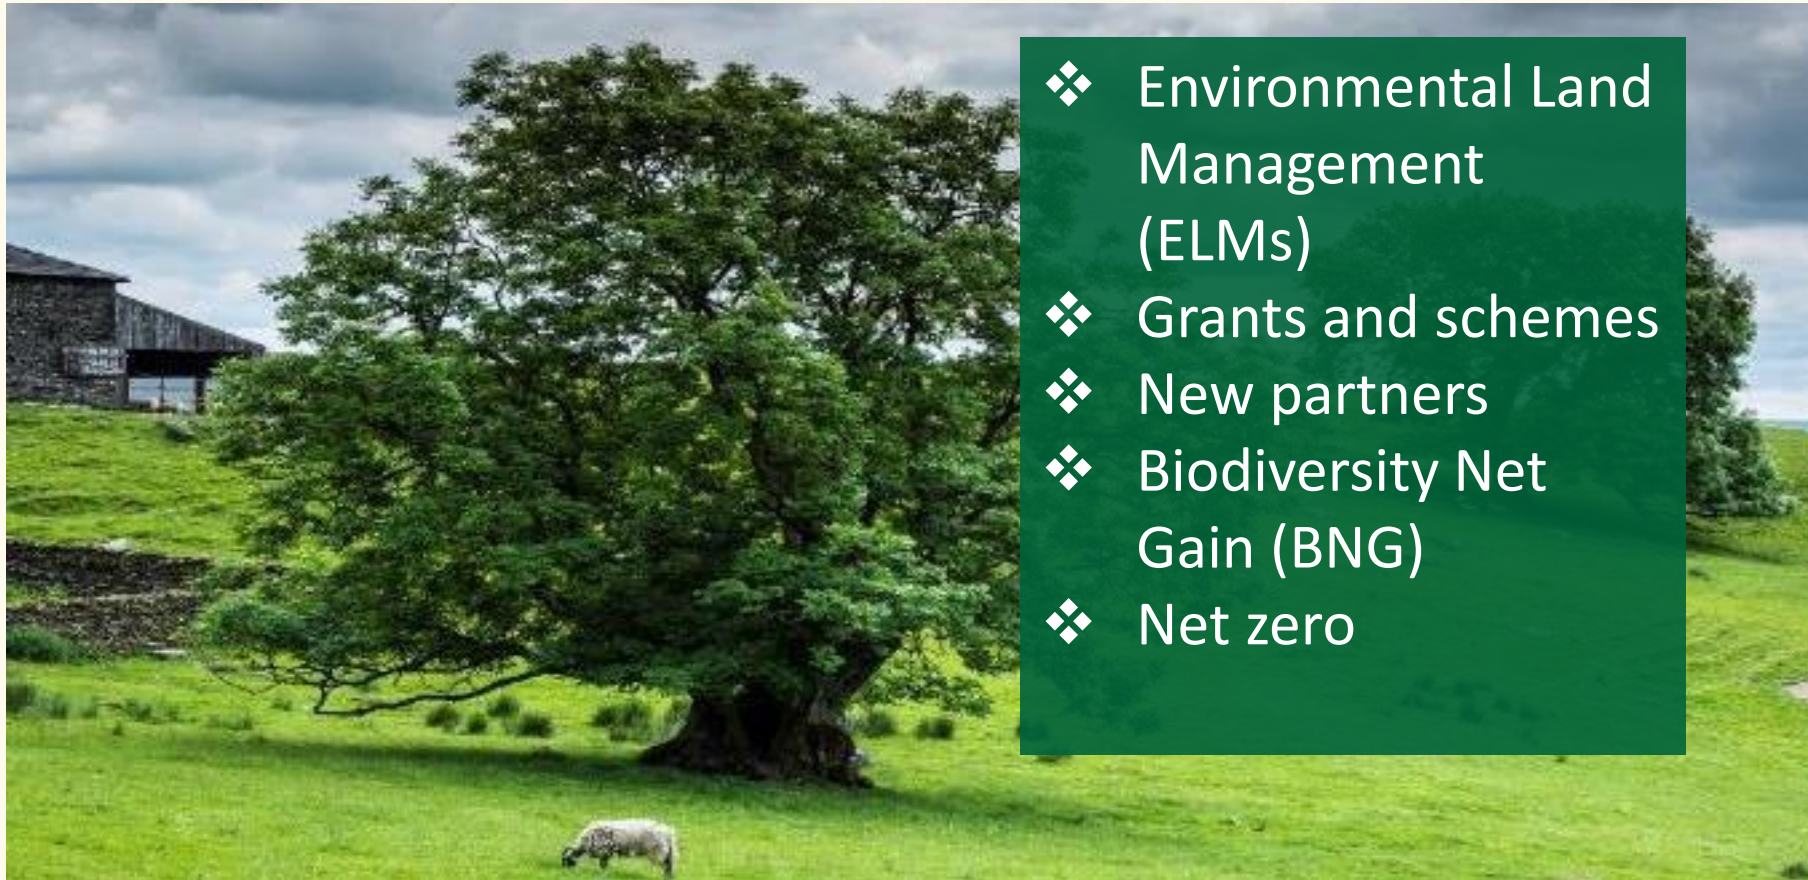 ❖ Environmental Land
Management
(ELMs)
❖ Grants and schemes
❖ New partners
❖ Biodiversity Net
Gain (BNG)
❖ Net zero